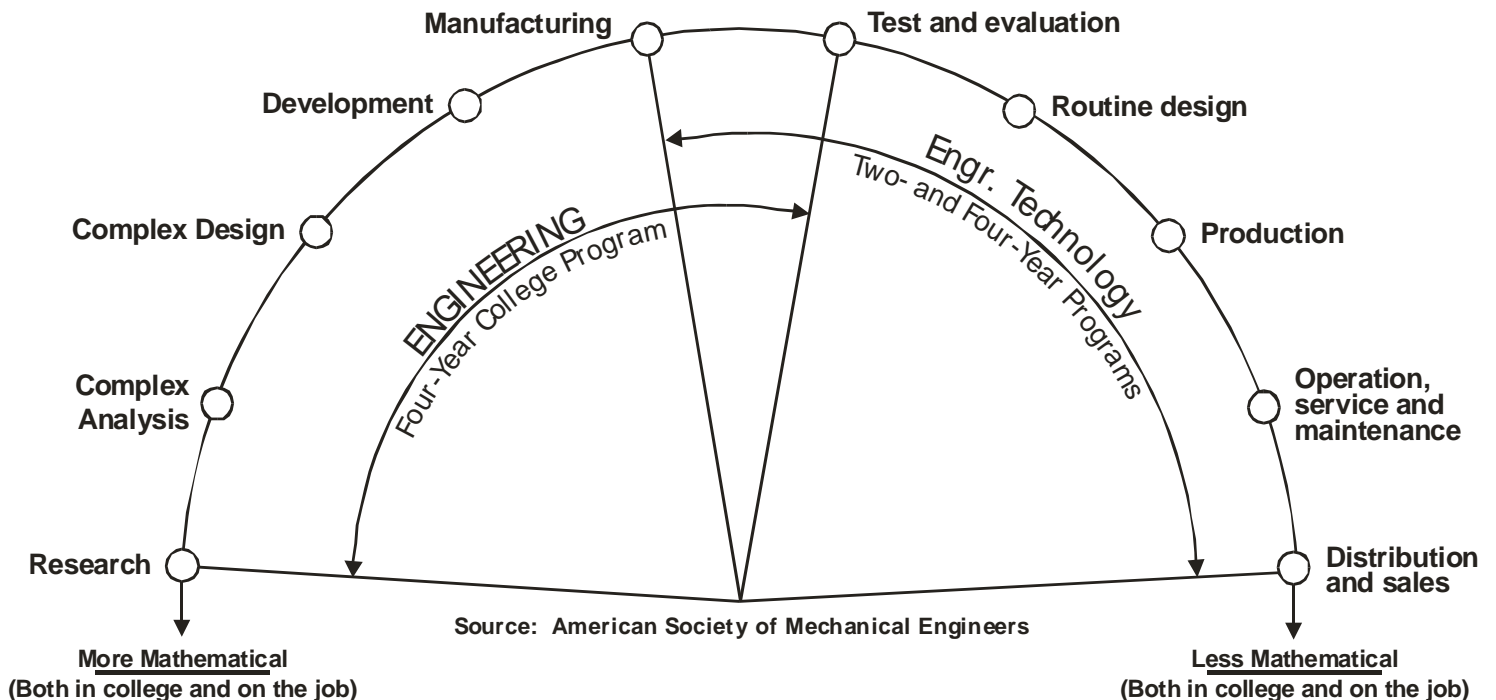 Manufacturing
Test and evaluation
Development
Routine design
Complex Design
Production
ENGINEERING
Four-Year College Program
Engr. Technology
Two- and Four-Year Programs
Complex
Analysis
Operation,
service and
maintenance
Research
Distribution
and sales
Source: American Society of Mechanical Engineers
More Mathematical
(Both in college and on the job)
Less Mathematical
(Both in college and on the job)